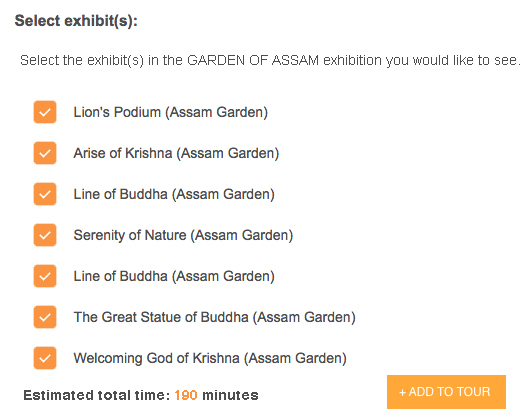 Select exhibit(s):
Select the exhibit(s) in the GARDEN OF ASSAM exhibition you would like to see.
Lion's Podium (Assam Garden)
Arise of Krishna (Assam Garden)
Line of Buddha (Assam Garden)
Serenity of Nature (Assam Garden)
Line of Buddha (Assam Garden)
The Great Statue of Buddha (Assam Garden)
Welcoming God of Krishna (Assam Garden)
Estimated total time: 190 minutes
+ ADD TO TOUR